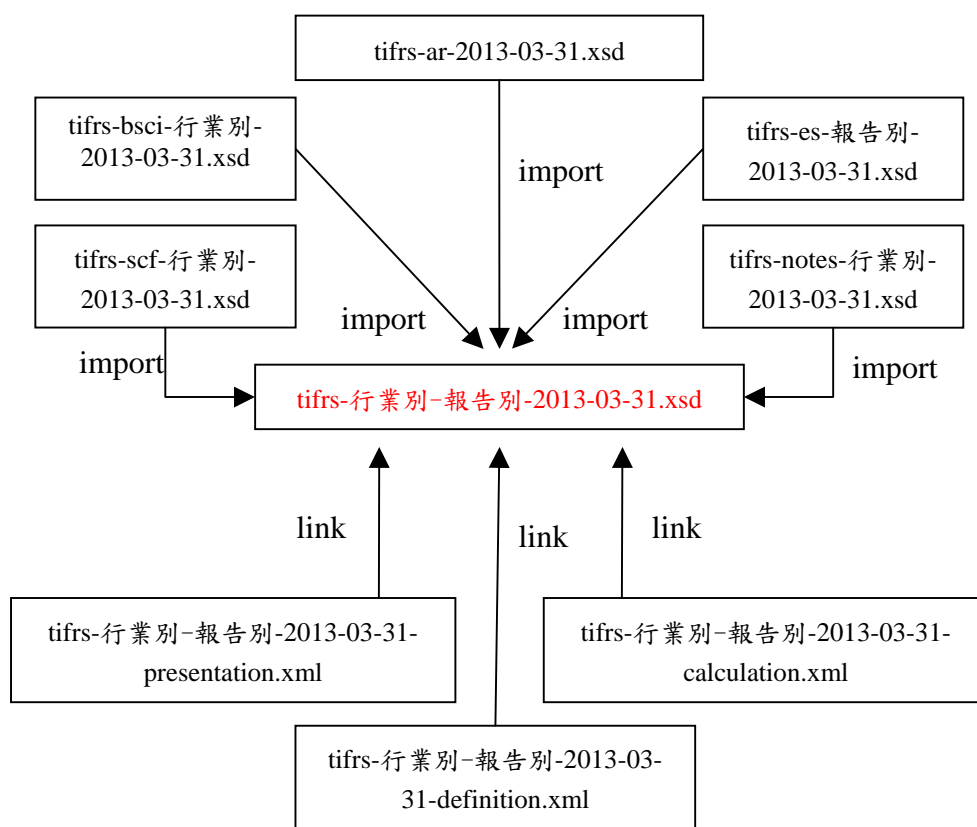 tifrs-ar-2013-03-31.xsd
tifrs-bsci-行業別-
2013-03-31.xsd
tifrs-es-報告別-
2013-03-31.xsd
import
tifrs-scf-行業別-
2013-03-31.xsd
tifrs-notes-行業別-
2013-03-31.xsd
import
import
import
import
tifrs-行業別-報告別-2013-03-31.xsd
link
link
link
tifrs-行業別-報告別-2013-03-31-
presentation.xml
tifrs-行業別-報告別-2013-03-31-
calculation.xml
tifrs-行業別-報告別-2013-03-
31-definition.xml